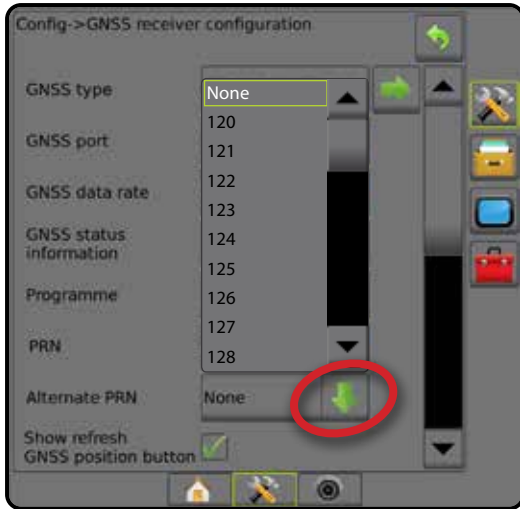 Config->GNSS receiver configuration
GNSS type
None
120
GNSS port
121
122
GNSS data rate
123
GNSS status
information
124
125
Programme
126
127
PRN
128
Alternate PRN
None
Show refresh
GNSS position button